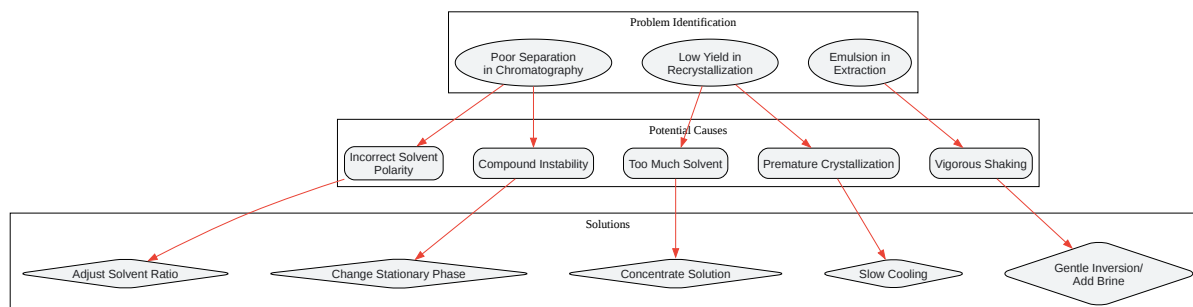 Problem Identification
Poor Separation
in Chromatography
Low Yield in
Recrystallization
Emulsion in
Extraction
Potential Causes
Incorrect Solvent
Polarity
Compound Instability
Too Much Solvent
Premature Crystallization
Vigorous Shaking
Solutions
Adjust Solvent Ratio
Change Stationary Phase
Concentrate Solution
Slow Cooling
Gentle Inversion/
Add Brine